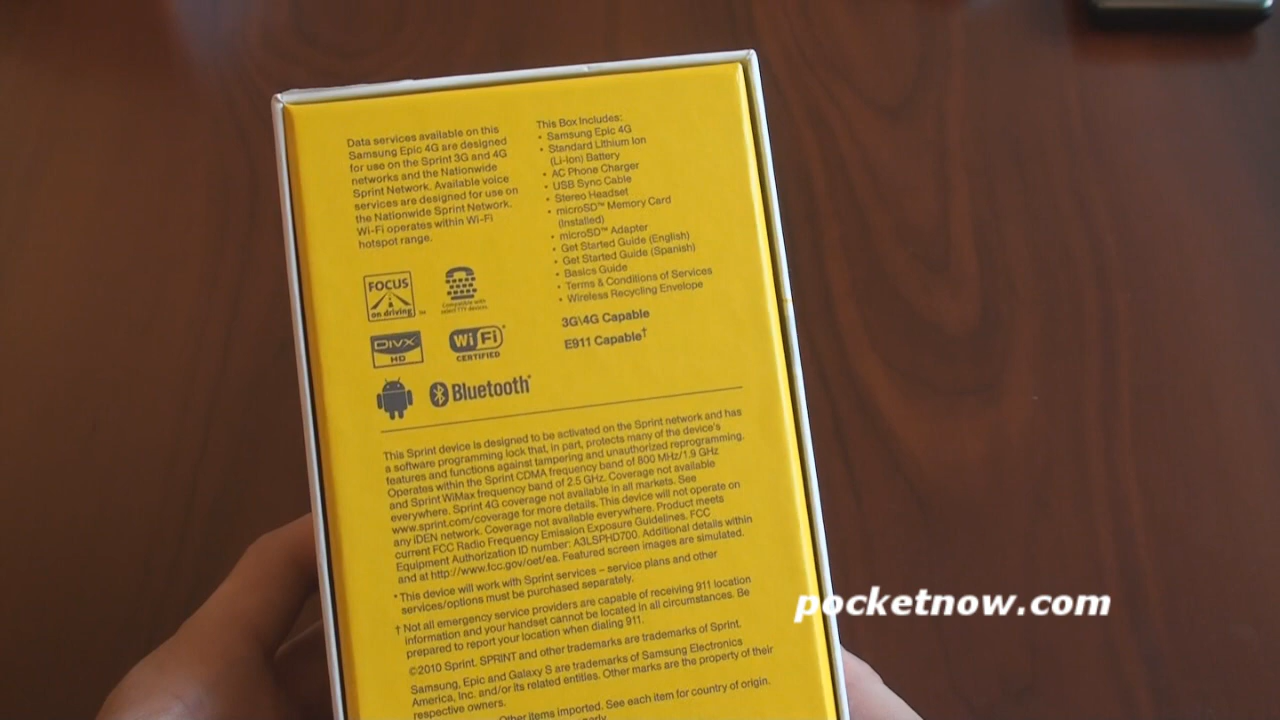 Data services available on this
Samsung Epic 4G are designed
for use on the Sprint 3G and 4G
networks and the Nationwide
Sprint Network. Available voice
services are designed for use on
the Nationwide Sprint Network.
Wi-Fi operates within Wi-Fi
hotspot range.
This Box Includes:
• Samsung Epic 4G
• Standard Lithium Ion
(Li-Ion) Battery
• AC Phone Charger
• USB Sync Cable
• Stereo Headset
• microSD™ Memory Card
(Installed)
• microSD™ Adapter
• Get Started Guide (English)
• Get Started Guide (Spanish)
• Basics Guide
• Terms & Conditions of Services
• Wireless Recycling Envelope
3G\4G Capable
E911 Capable†
FOCUS
on driving ℠
Compatible with
select TTY devices.
DIVX
HD
Wi Fi®
CERTIFIED
Bluetooth®
This Sprint device is designed to be activated on the Sprint network and has
a software programming lock that, in part, protects many of the device's
features and functions against tampering and unauthorized reprogramming.
Operates within the Sprint CDMA frequency band of 800 MHz/1.9 GHz
and Sprint WiMax frequency band of 2.5 GHz. Coverage not available
everywhere. Sprint 4G coverage not available in all markets. See
www.sprint.com/coverage for more details. This device will not operate on
any iDEN network. Coverage not available everywhere. Product meets
current FCC Radio Frequency Emission Exposure Guidelines. FCC
Equipment Authorization ID number: A3LSPHD700. Additional details within
and at http://www.fcc.gov/oet/ea. Featured screen images are simulated.
* This device will work with Sprint services – service plans and other
services/options must be purchased separately.
† Not all emergency service providers are capable of receiving 911 location
information and your handset cannot be located in all circumstances. Be
prepared to report your location when dialing 911.
©2010 Sprint. SPRINT and other trademarks are trademarks of Sprint.
Samsung, Epic and Galaxy S are trademarks of Samsung Electronics
America, Inc. and/or its related entities. Other marks are the property of their
respective owners.
Other items imported. See each item for country of origin.
pocketnow.com